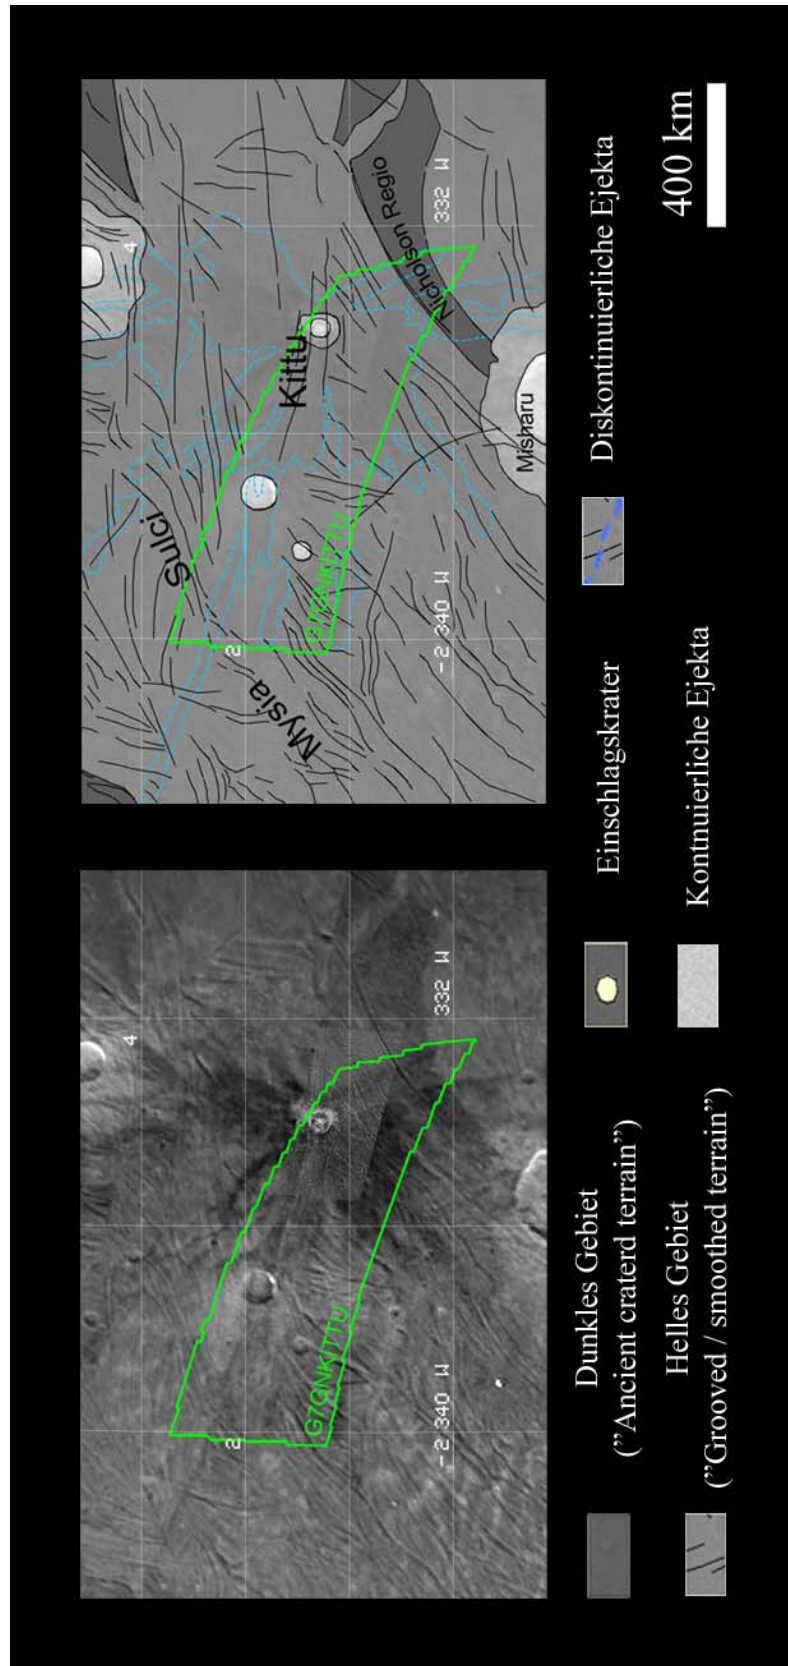 4
2
G7GNKITTU
-2 340 W
332 W
4
Sulci
2
Mysia
Kittu
G7GNKITTU
Nicholson Regio
-2 340 W
332 W
Misharu
Dunkles Gebiet
("Ancient craterd terrain")
Einschlagskrater
Diskontinuierliche Ejekta
Helles Gebiet
("Grooved / smoothed terrain")
Kontnuierliche Ejekta
400 km